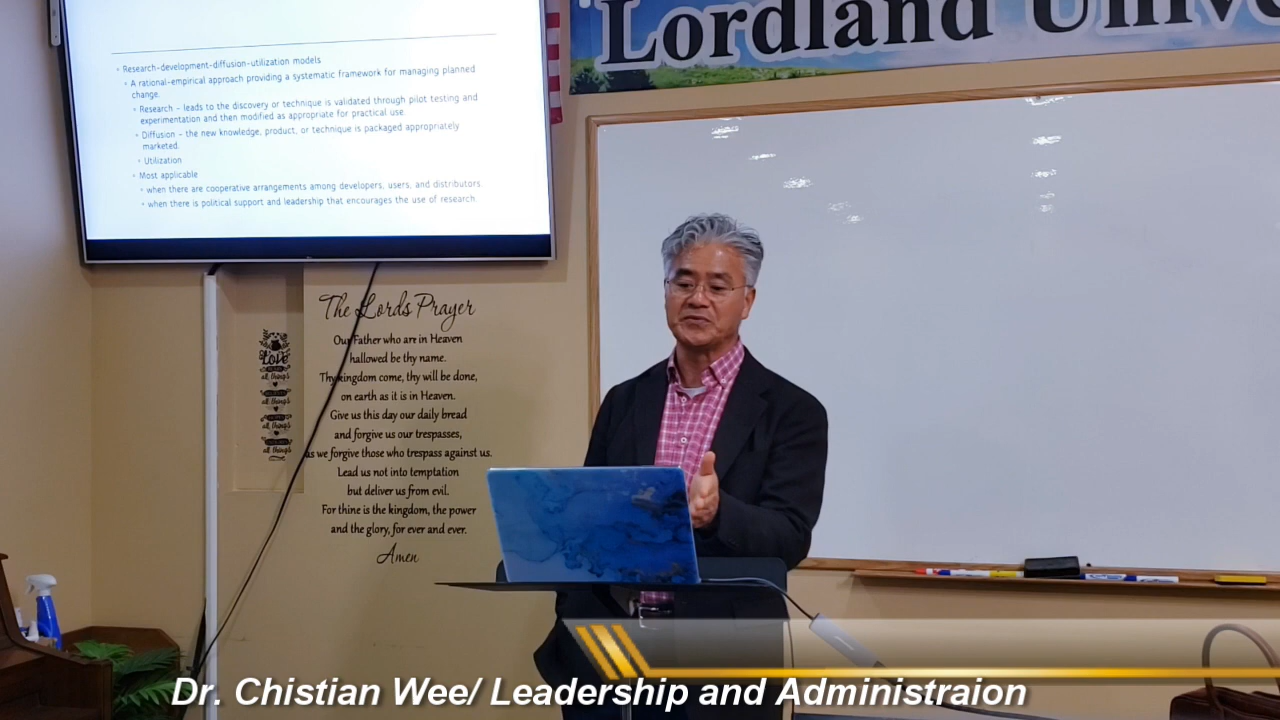 Research-development-diffusion-utilization models
A rational-empirical approach providing a systematic framework for managing planned
change.
Research - leads to the discovery or technique is validated through pilot testing and
experimentation and then modified as appropriate for practical use.
Diffusion - the new knowledge, product, or technique is packaged appropriately
marketed.
Utilization
Most applicable
when there are cooperative arrangements among developers, users, and distributors.
when there is political support and leadership that encourages the use of research.
Lordland Unive
The Lords Prayer
Our Father who are in Heaven
hallowed be thy name.
Thy kingdom come, thy will be done,
on earth as it is in Heaven.
Give us this day our daily bread
and forgive us our trespasses,
as we forgive those who trespass against us.
Lead us not into temptation
but deliver us from evil.
For thine is the kingdom, the power
and the glory, for ever and ever.
Amen
Love
all things
all things
all things
Dr. Chistian Wee/ Leadership and Administraion